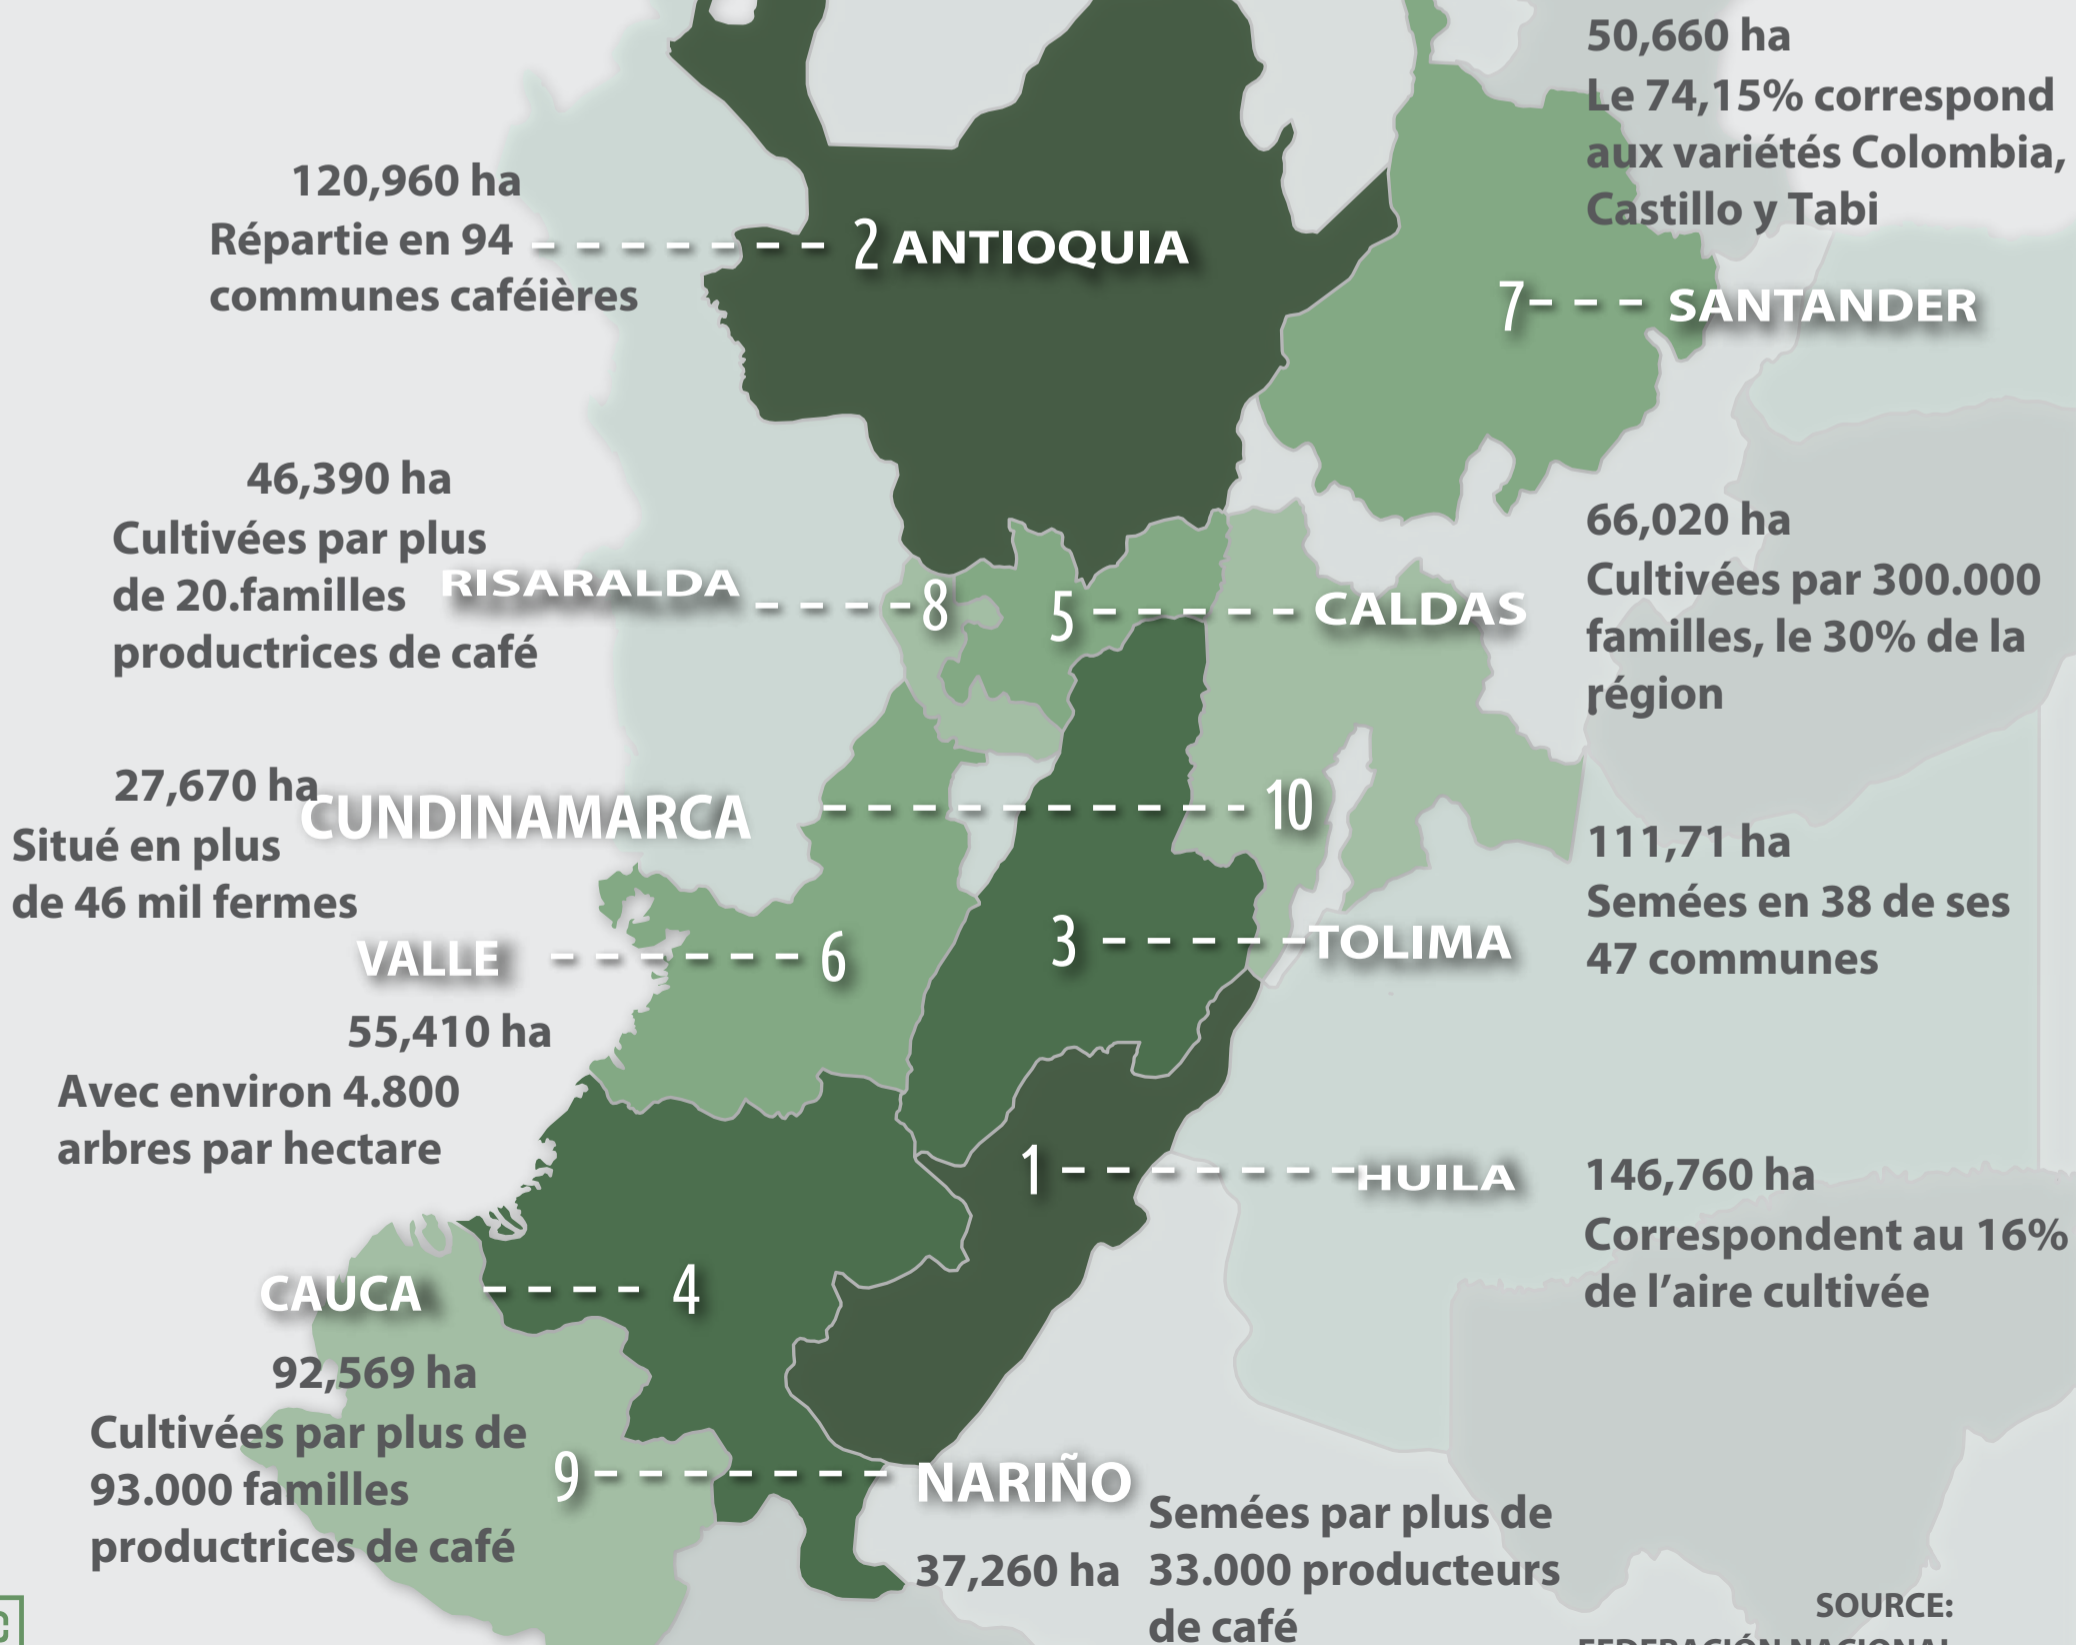 50,660 ha
Le 74,15% correspond
aux variétés Colombia,
Castillo y Tabi
120,960 ha
Répartie en 94
communes caféières
2 ANTIOQUIA
7 SANTANDER
46,390 ha
Cultivées par plus
de 20.familles
productrices de café
RISARALDA 8
5 CALDAS
66,020 ha
Cultivées par 300.000
familles, le 30% de la
région
27,670 ha
Situé en plus
de 46 mil fermes
CUNDINAMARCA 10
111,71 ha
Semées en 38 de ses
47 communes
VALLE 6
3 TOLIMA
55,410 ha
Avec environ 4.800
arbres par hectare
1 HUILA
146,760 ha
Correspondent au 16%
de l’aire cultivée
CAUCA 4
92,569 ha
Cultivées par plus de
93.000 familles
productrices de café
9 NARIÑO
37,260 ha
Semées par plus de
33.000 producteurs
de café
SOURCE:
FEDERACIÓN NACIONAL